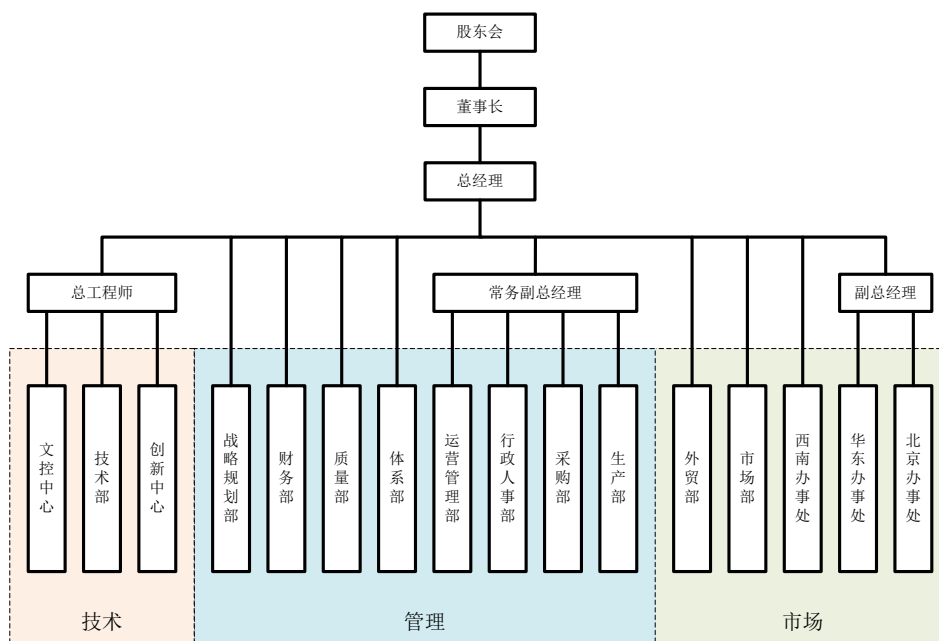 股东会
董事长
总经理
总工程师
常务副总经理
副总经理
文控中心
技术部
创新中心
战略规划部
财务部
质量部
体系部
运营管理部
行政人事部
采购部
生产部
外贸部
市场部
西南办事处
华东办事处
北京办事处
技术
管理
市场